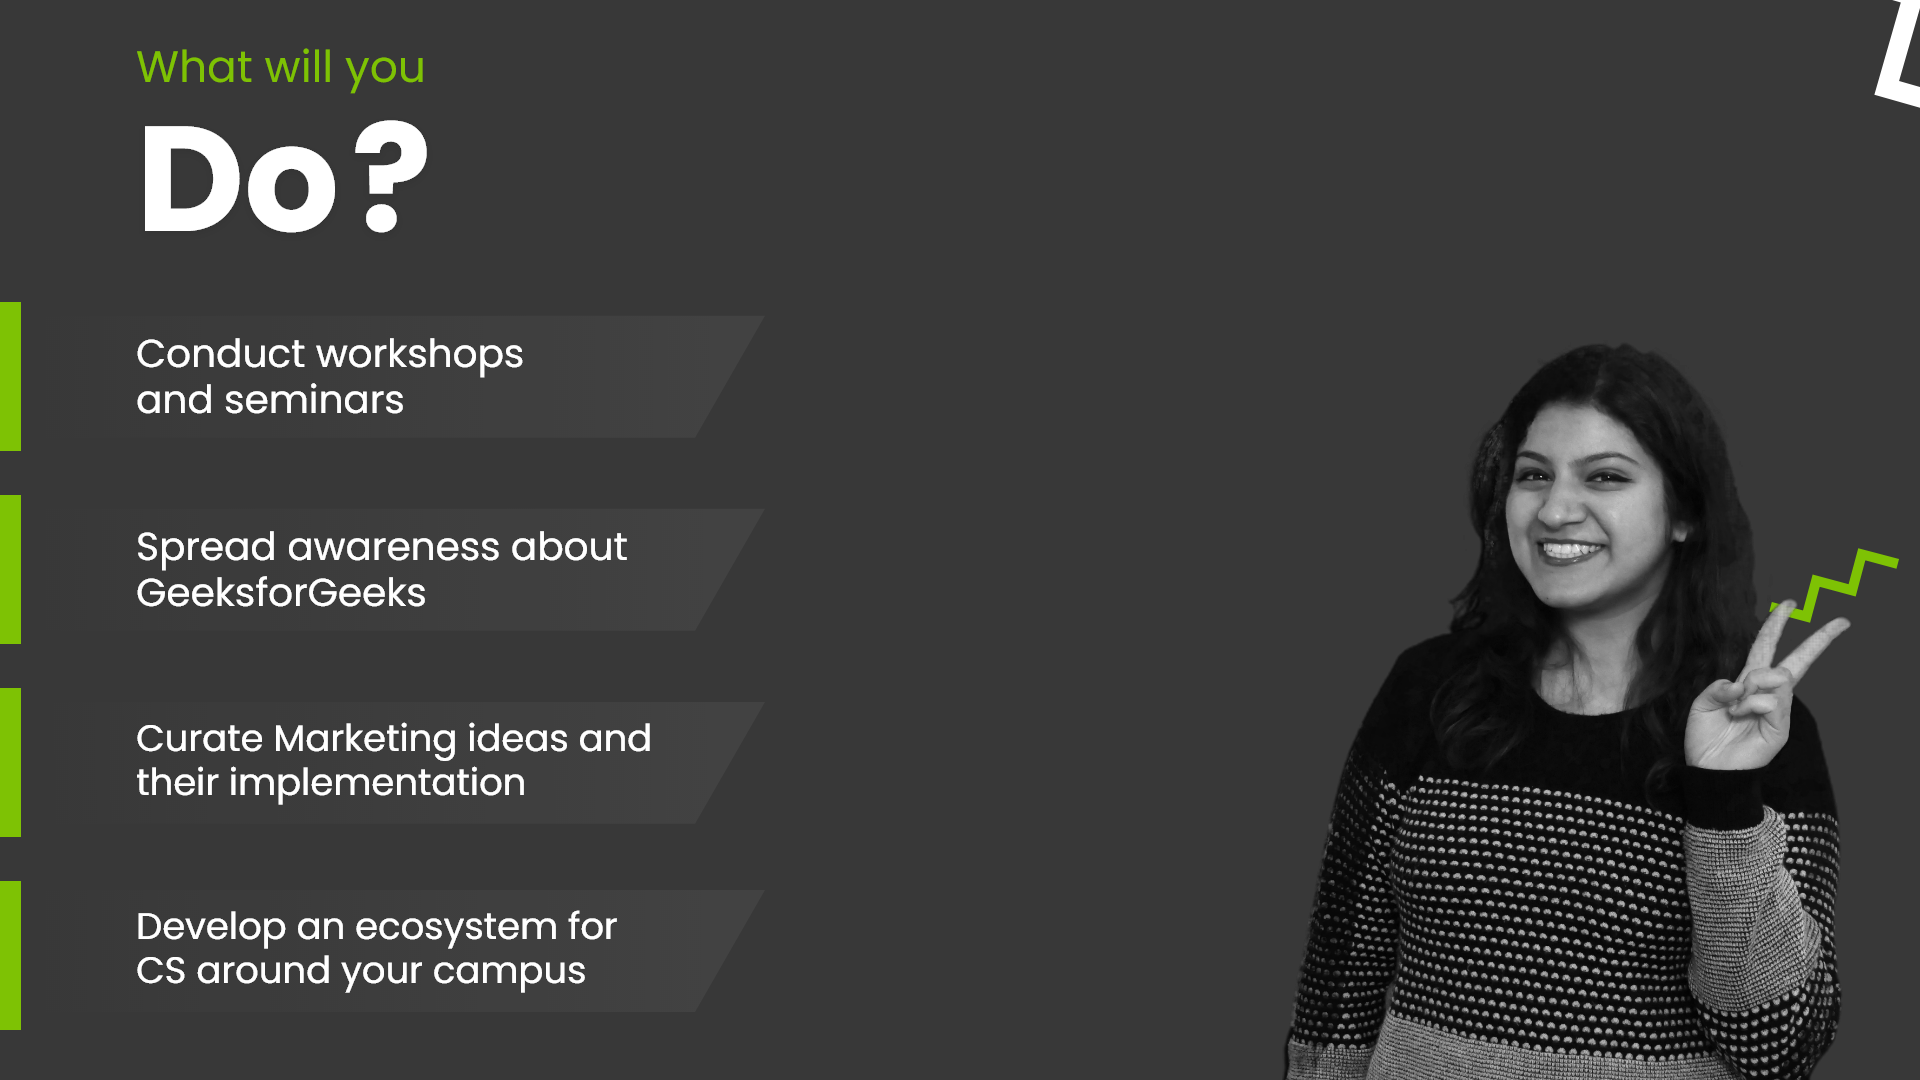 What will you
Do?
Conduct workshops
and seminars
Spread awareness about
GeeksforGeeks
Curate Marketing ideas and
their implementation
Develop an ecosystem for
CS around your campus